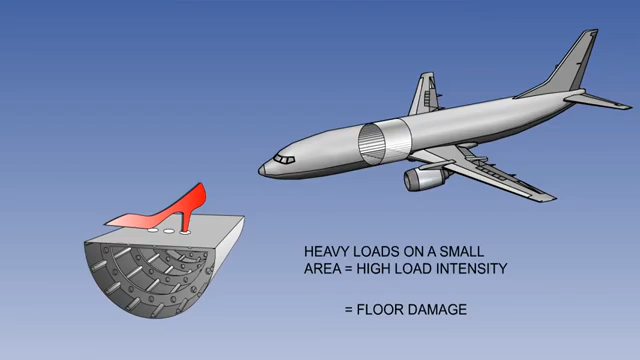 HEAVY LOADS ON A SMALL
AREA = HIGH LOAD INTENSITY
= FLOOR DAMAGE